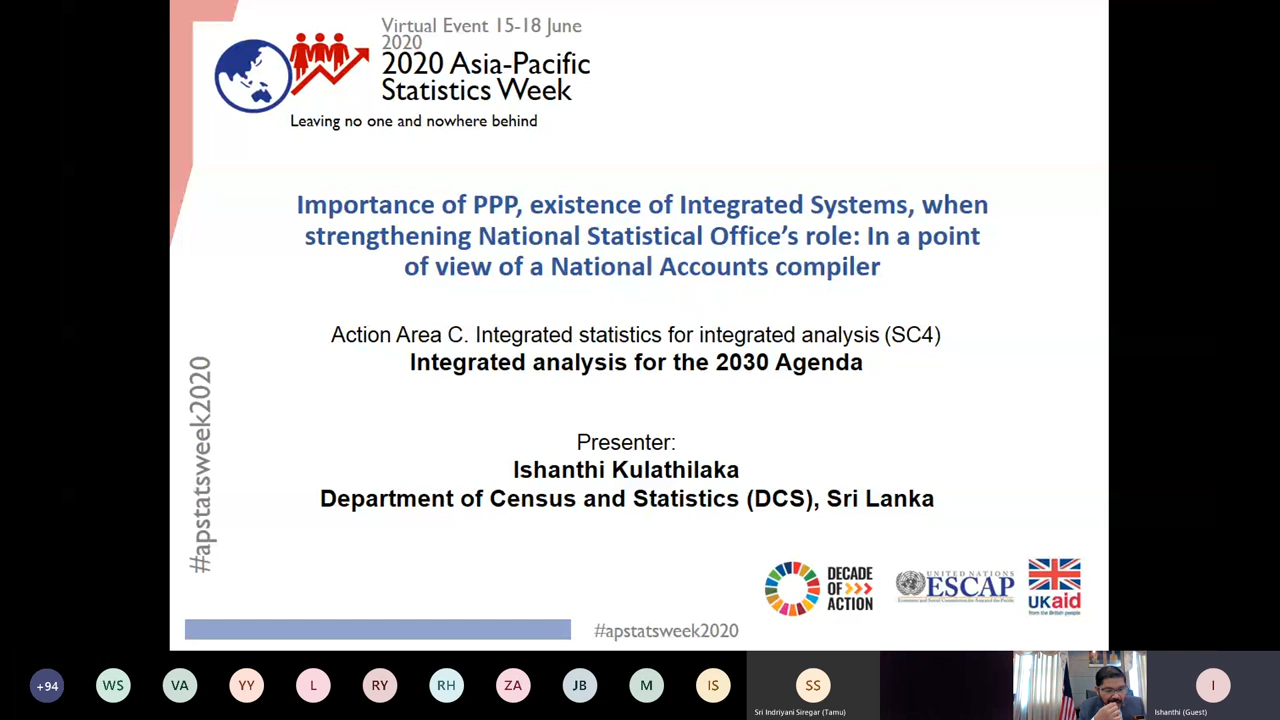 Virtual Event 15-18 June
2020
2020 Asia-Pacific
Statistics Week
Leaving no one and nowhere behind
Importance of PPP, existence of Integrated Systems, when
strengthening National Statistical Office's role: In a point
of view of a National Accounts compiler
Action Area C. Integrated statistics for integrated analysis (SC4)
Integrated analysis for the 2030 Agenda
#apstatsweek2020
Presenter:
Ishanthi Kulathilaka
Department of Census and Statistics (DCS), Sri Lanka
DECADE
OF
ACTION
UNITED NATIONS
ESCAP
Economic and Social Commission for Asia and the Pacific
UKaid
from the British people
#apstatsweek2020
+94
WS
VA
YY
L
RY
RH
ZA
JB
M
IS
SS
Sri Indriyani Siregar (Tamu)
I
Ishanthi (Guest)